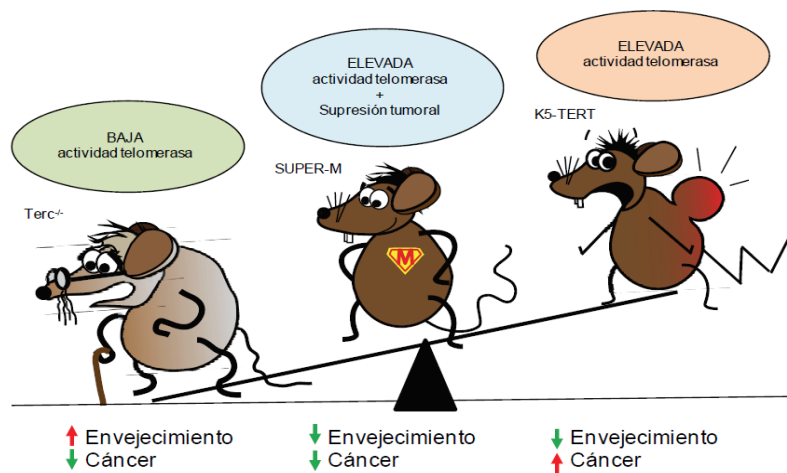 BAJA
actividad telomerasa
Terc-/-
ELEVADA
actividad telomerasa
+
Supresión tumoral
SUPER-M
M
ELEVADA
actividad telomerasa
K5-TERT
↑ Envejecimiento
↓ Cáncer
↓ Envejecimiento
↓ Cáncer
↓ Envejecimiento
↑ Cáncer